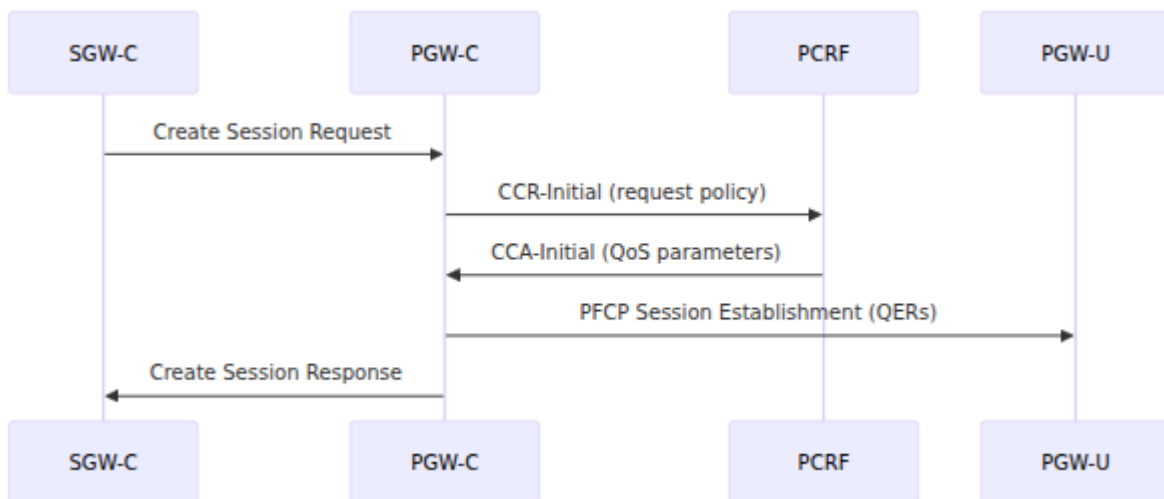 SGW-C
PGW-C
PCRF
PGW-U
Create Session Request
CCR-Initial (request policy)
CCA-Initial (QoS parameters)
PFCP Session Establishment (QERs)
Create Session Response
SGW-C
PGW-C
PCRF
PGW-U